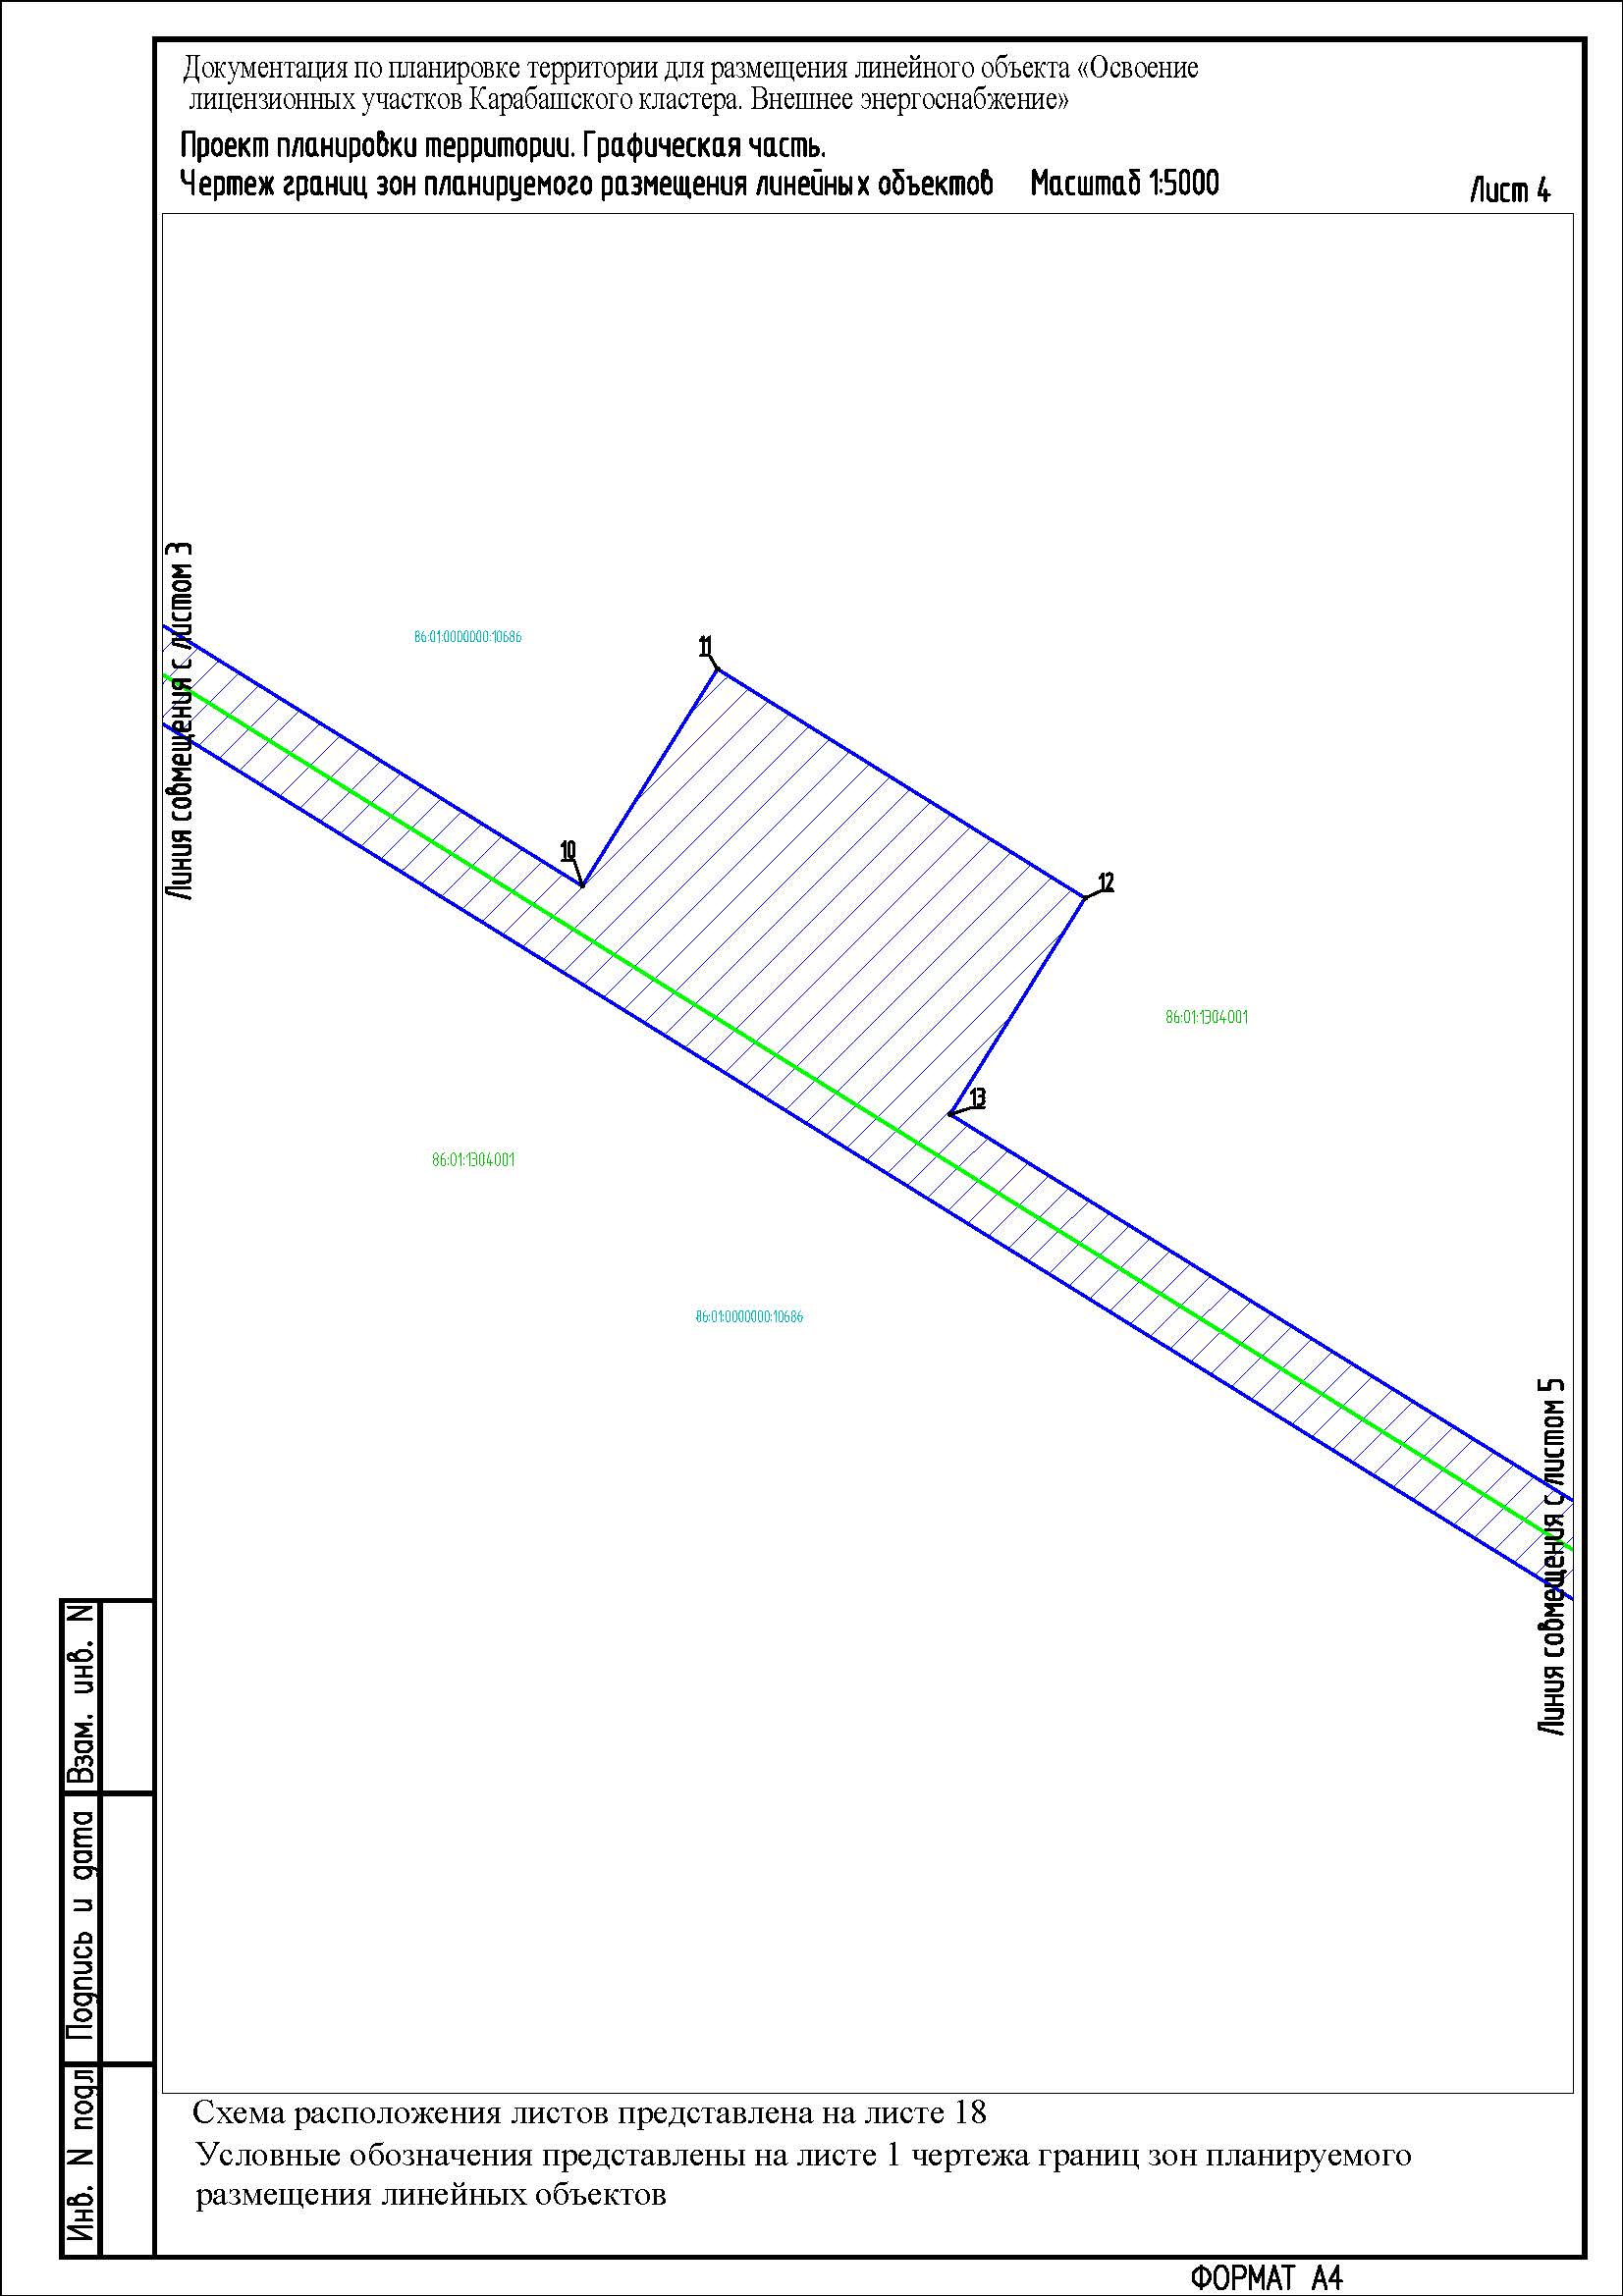 Документация по планировке территории для размещения линейного объекта «Освоение
лицензионных участков Карабашского кластера. Внешнее энергоснабжение»
Проект планировки территории. Графическая часть.
Чертеж границ зон планируемого размещения линейных объектов Масштаб 1:5000
Лист 4
Линия совмещения с листом 3
86:01:0000000:10686
11
10
12
86:01:1304001
13
86:01:1304001
86:01:0000000:10686
Линия совмещения с листом 5
Взам. инв. N
Подпись и дата
Инв. N подл
Схема расположения листов представлена на листе 18
Условные обозначения представлены на листе 1 чертежа границ зон планируемого
размещения линейных объектов
ФОРМАТ А4